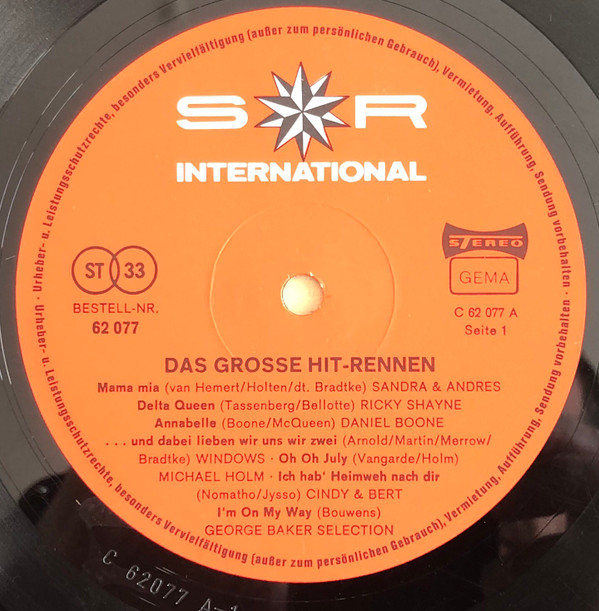 Urheber- u. Leistungsschutzrechte, besonders Vervielfältigung (außer zum persönlichen Gebrauch), Vermietung, Aufführung, Sendung vorbehalten ·
S R
INTERNATIONAL
STEREO
GEMA
ST 33
BESTELL-NR.
62 077
C 62 077 A
Seite 1
DAS GROSSE HIT-RENNEN
Mama mia (van Hemert/Holten/dt. Bradtke) SANDRA & ANDRES
Delta Queen (Tassenberg/Bellotte) RICKY SHAYNE
Annabelle (Boone/McQueen) DANIEL BOONE
. . . und dabei lieben wir uns wir zwei (Arnold/Martin/Merrow/
Bradtke) WINDOWS · Oh Oh July (Vangarde/Holm)
MICHAEL HOLM · Ich hab' Heimweh nach dir
(Nomatho/Jysso) CINDY & BERT
I'm On My Way (Bouwens)
GEORGE BAKER SELECTION
Urheber- u. Leistungsschutzrechte, besonders Vervielfältigung (außer zum persönlichen Gebrauch), Vermietung, Aufführung, Sendung vorbehalten ·
C 62077 A-1